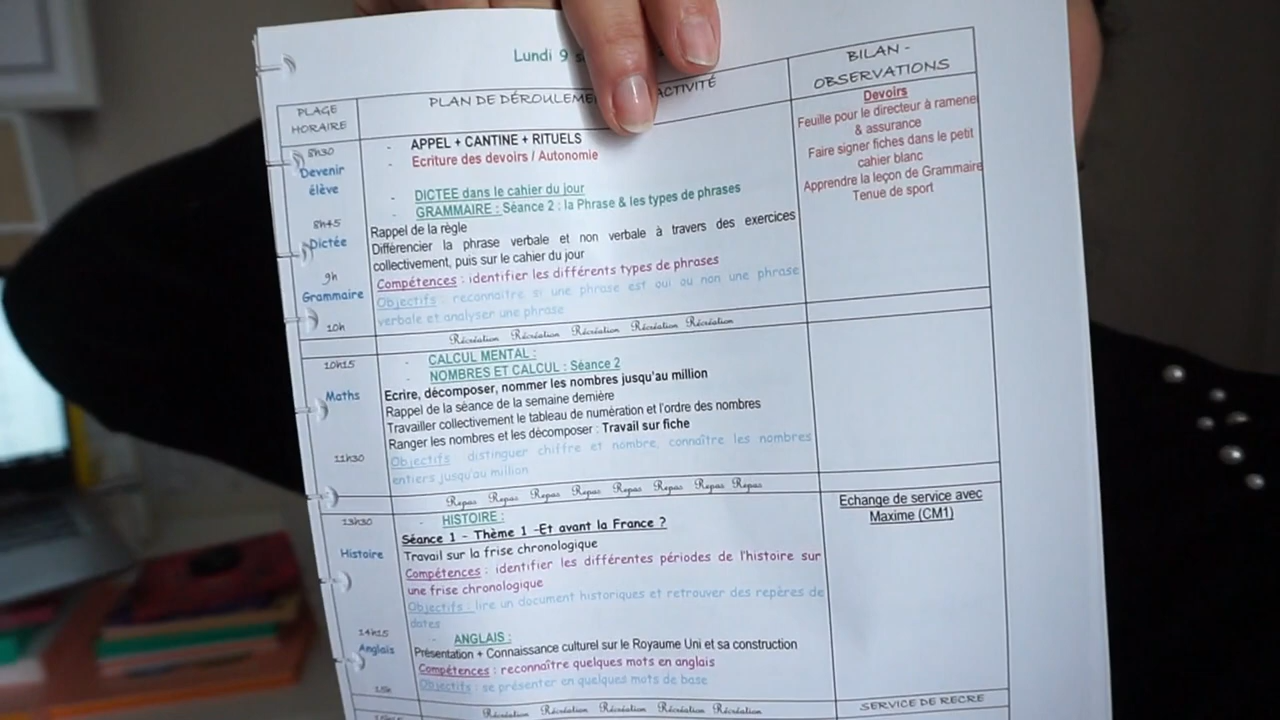 Lundi 9
PLAGE HORAIRE
PLAN DE DÉROULEME ACTIVITÉ
BILAN - OBSERVATIONS
8h30
Devenir élève
- APPEL + CANTINE + RITUELS
- Ecriture des devoirs / Autonomie
Devoirs
Feuille pour le directeur à ramene
& assurance
Faire signer fiches dans le petit
cahier blanc
Apprendre la leçon de Grammaire
Tenue de sport
8h45
Dictée
9h
Grammaire
10h
- DICTEE dans le cahier du jour
- GRAMMAIRE : Séance 2 : la Phrase & les types de phrases
Rappel de la règle
Différencier la phrase verbale et non verbale à travers des exercices
collectivement, puis sur le cahier du jour
Compétences : identifier les différents types de phrases
Objectifs : reconnaître si une phrase est oui ou non une phrase
verbale et analyser une phrase
Récréation Récréation Récréation Récréation Récréation
10h15
Maths
11h30
- CALCUL MENTAL :
- NOMBRES ET CALCUL : Séance 2
Ecrire, décomposer, nommer les nombres jusqu'au million
Rappel de la séance de la semaine dernière
Travailler collectivement le tableau de numération et l'ordre des nombres
Ranger les nombres et les décomposer : Travail sur fiche
Objectifs distinguer chiffre et nombre, connaître les nombres
entiers jusqu'au million
Repas Repas Repas Repas Repas Repas Repas Repas
13h30
Histoire
- HISTOIRE :
Séance 1 - Thème 1 -Et avant la France ?
Travail sur la frise chronologique
Compétences : identifier les différentes périodes de l'histoire sur
une frise chronologique
Objectifs : lire un document historiques et retrouver des repères de
dates
Echange de service avec
Maxime (CM1)
14h15
Anglais
15h
- ANGLAIS :
Présentation + Connaissance culturel sur le Royaume Uni et sa construction
Compétences : reconnaître quelques mots en anglais
Objectifs : se présenter en quelques mots de base
Récréation Récréation Récréation Récréation Récréation
SERVICE DE RECRE